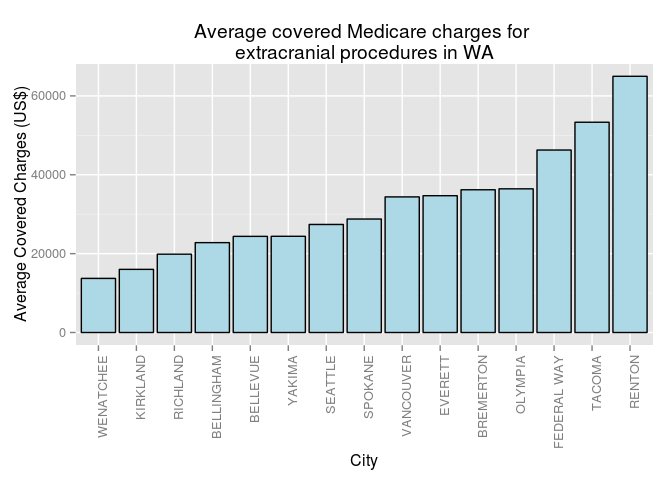 Average covered Medicare charges for
extracranial procedures in WA
Average Covered Charges (US$)
60000
40000
20000
0
WENATCHEE
KIRKLAND
RICHLAND
BELLINGHAM
BELLEVUE
YAKIMA
SEATTLE
SPOKANE
VANCOUVER
EVERETT
BREMERTON
OLYMPIA
FEDERAL WAY
TACOMA
RENTON
City